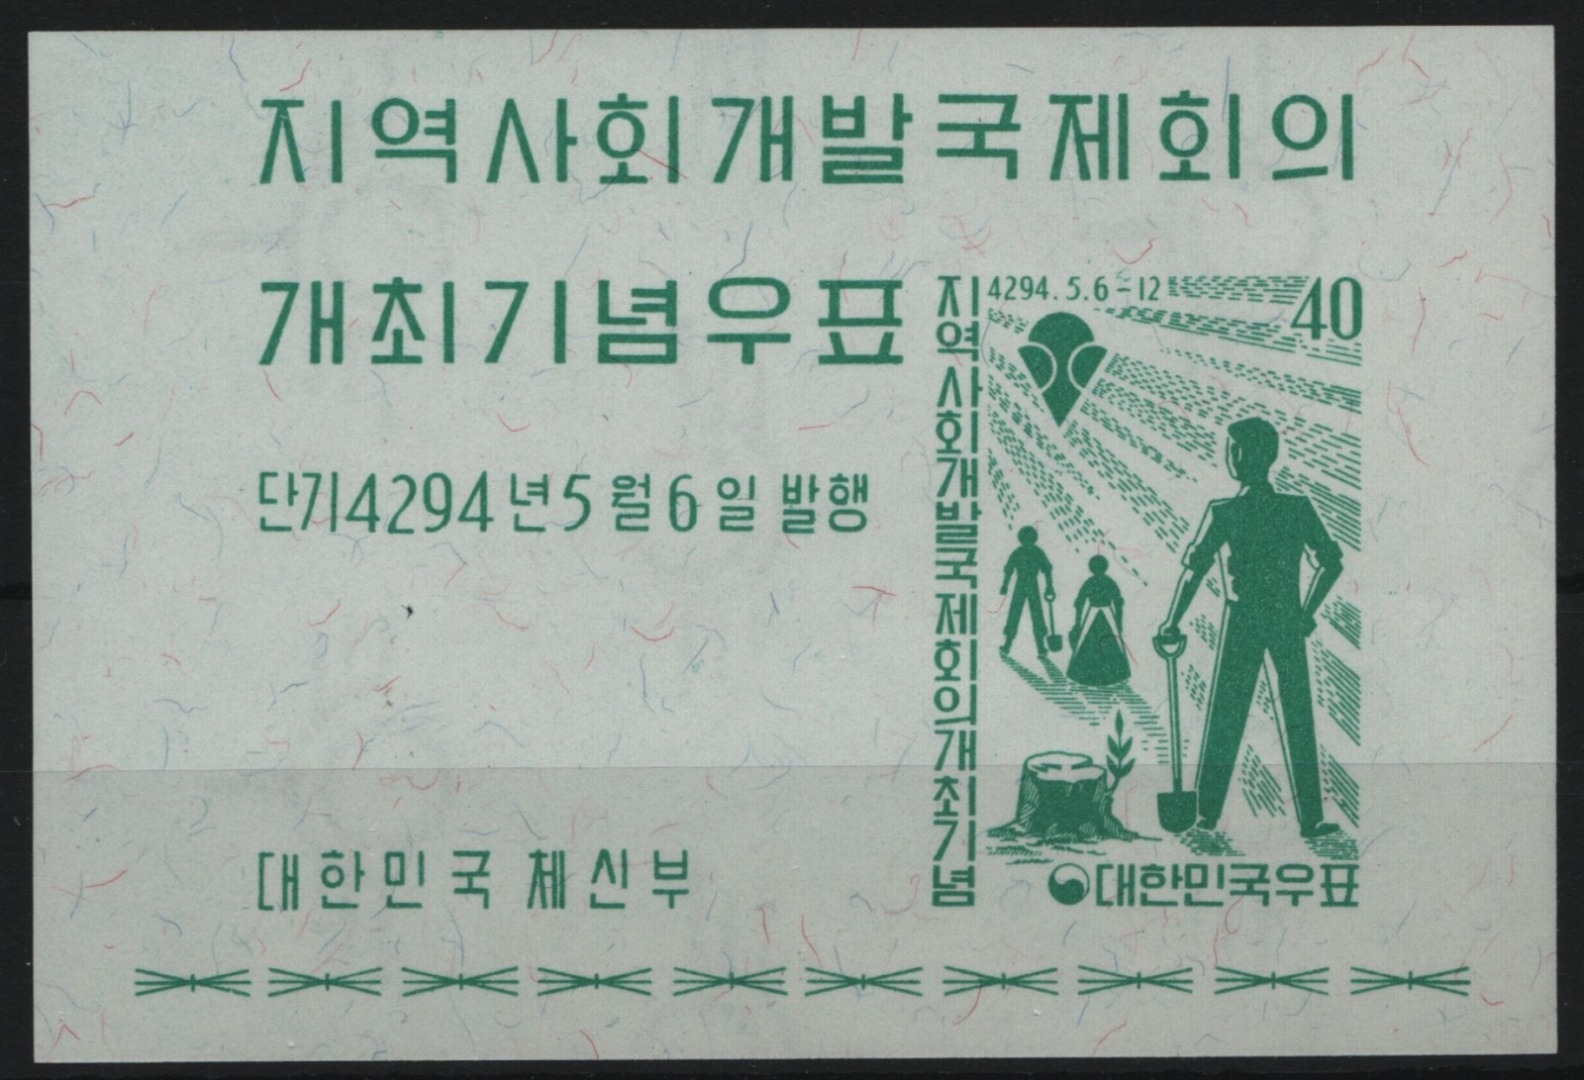 지역사회개발국제회의
개최기념우표
단기4294년5월6일 발행
대한민국 체신부
지역사회개발국제회의개최기념
4294.5.6-12
40
대한민국우표